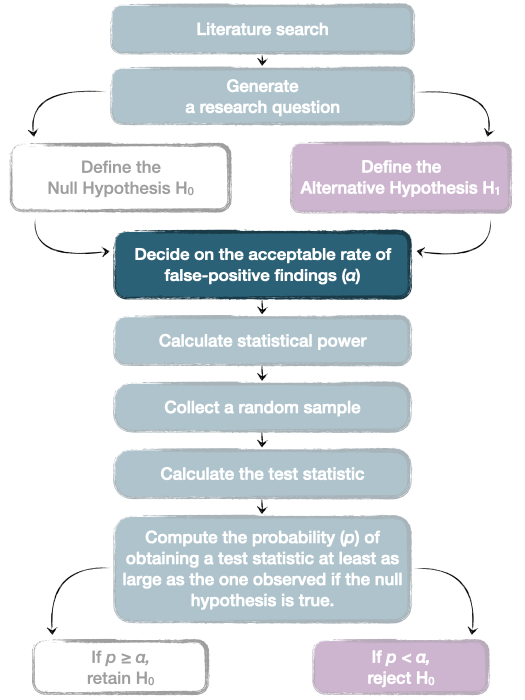 Literature search
Generate
a research question
Define the
Null Hypothesis H₀
Define the
Alternative Hypothesis H₁
Decide on the acceptable rate of
false-positive findings (α)
Calculate statistical power
Collect a random sample
Calculate the test statistic
Compute the probability (p) of
obtaining a test statistic at least as
large as the one observed if the null
hypothesis is true.
If p ≥ α,
retain H₀
If p < α,
reject H₀